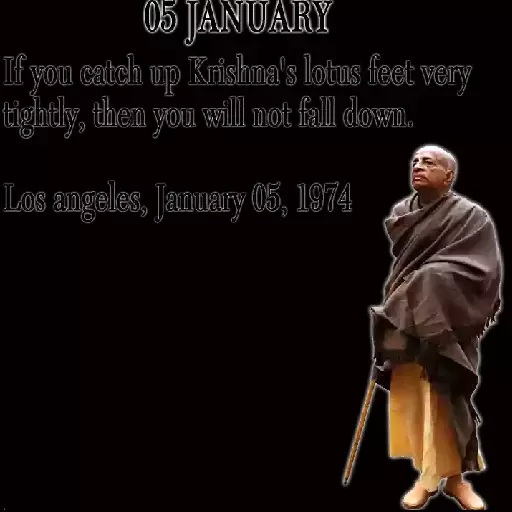 05 JANUARY
If you catch up Krishna's lotus feet very
tightly, then you will not fall down.
Los angeles, January 05, 1974